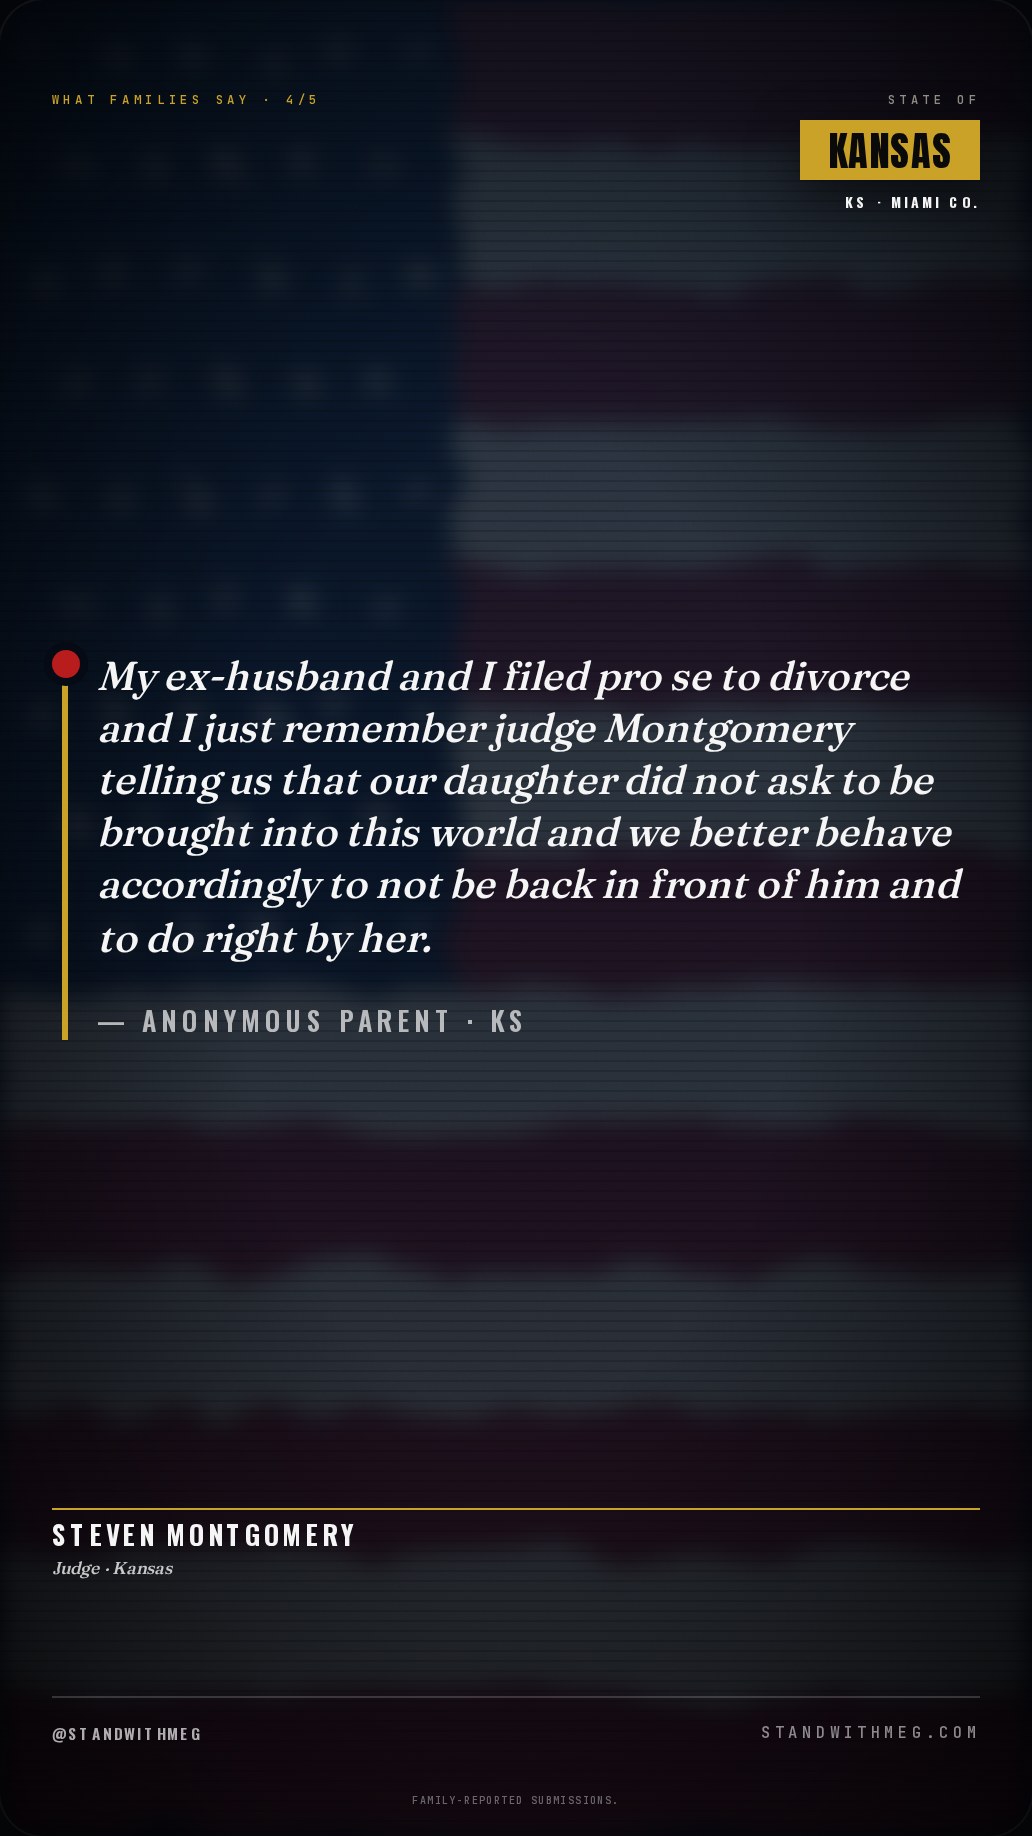 WHAT FAMILIES SAY · 4/5
STATE OF
KANSAS
KS · MIAMI CO.
My ex-husband and I filed pro se to divorce
and I just remember judge Montgomery
telling us that our daughter did not ask to be
brought into this world and we better behave
accordingly to not be back in front of him and
to do right by her.
— ANONYMOUS PARENT · KS
STEVEN MONTGOMERY
Judge · Kansas
@STANDWITHMEG
STANDWITHMEG.COM
FAMILY-REPORTED SUBMISSIONS.